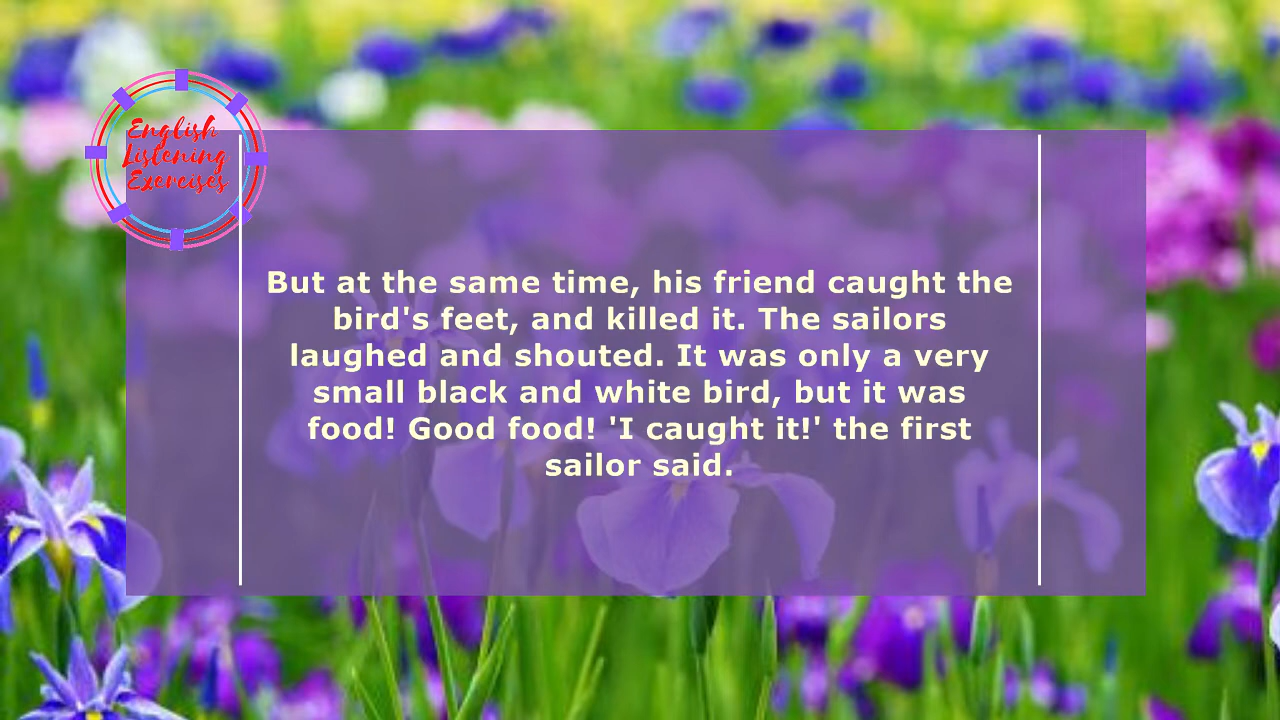 English
Listening
Exercises
But at the same time, his friend caught the
bird's feet, and killed it. The sailors
laughed and shouted. It was only a very
small black and white bird, but it was
food! Good food! 'I caught it!' the first
sailor said.